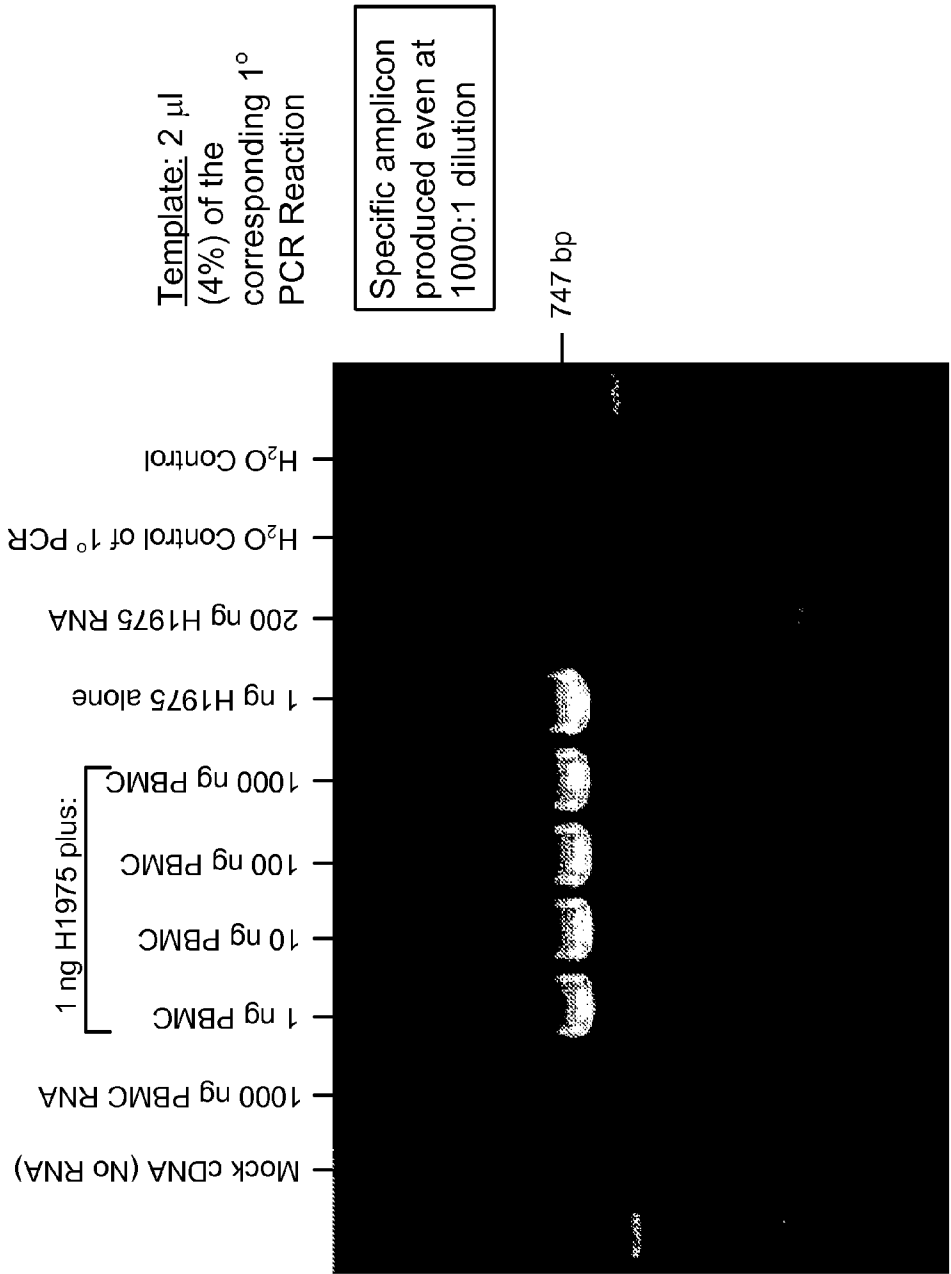 Mock cDNA (No RNA)
1000 ng PBMC RNA
1 ng H1975 plus:
1 ng PBMC
10 ng PBMC
100 ng PBMC
1000 ng PBMC
1 ng H1975 alone
200 ng H1975 RNA
H₂O Control of 1° PCR
H₂O Control
Template: 2 µl
(4%) of the
corresponding 1°
PCR Reaction
Specific amplicon
produced even at
1000:1 dilution
747 bp